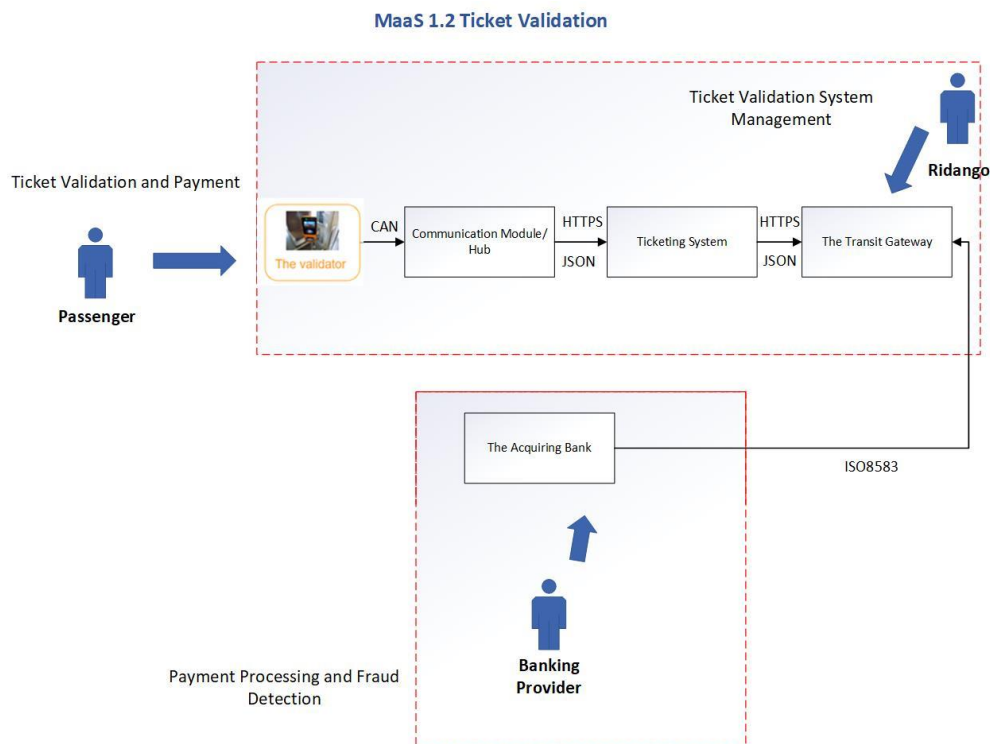 MaaS 1.2 Ticket Validation
Ticket Validation System
Management
Ridango
Ticket Validation and Payment
Passenger
The validator
CAN
Communication Module/
Hub
HTTPS
JSON
Ticketing System
HTTPS
JSON
The Transit Gateway
The Acquiring Bank
ISO8583
Banking
Provider
Payment Processing and Fraud
Detection